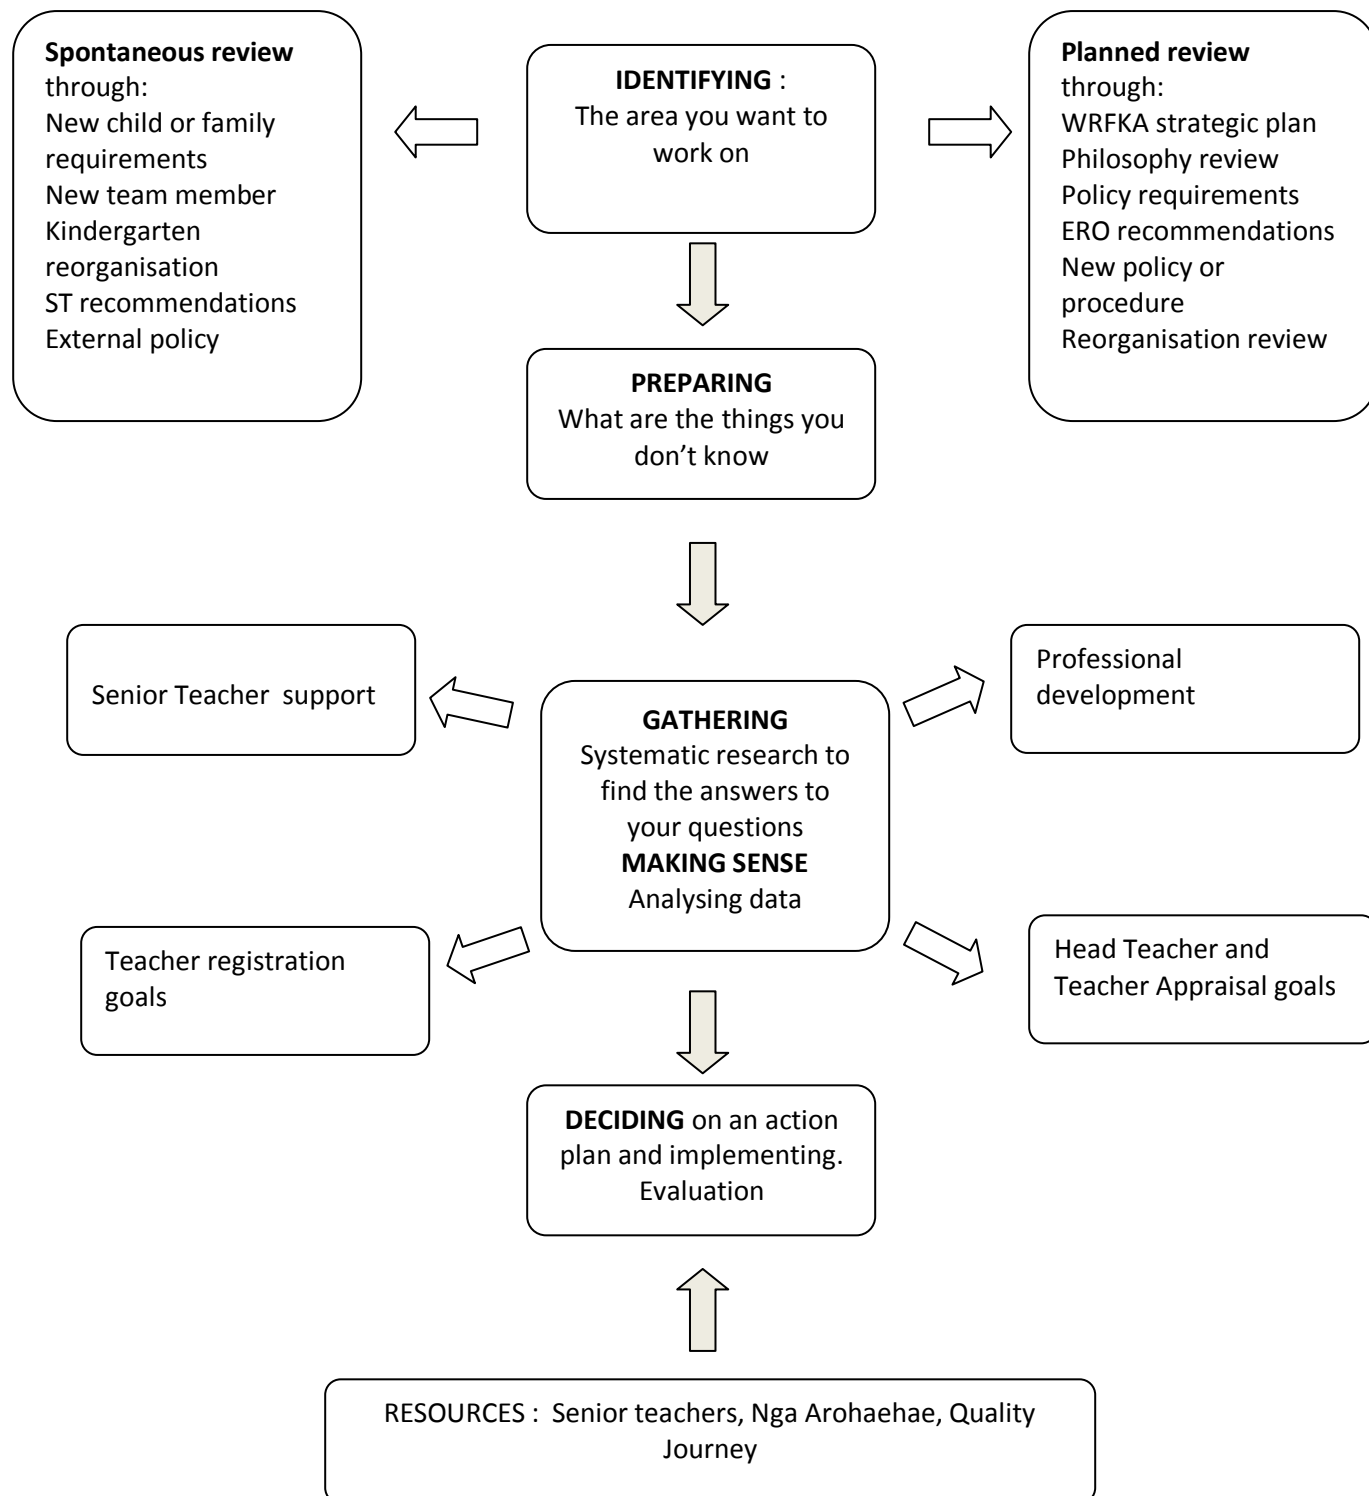 Spontaneous review
through:
New child or family
requirements
New team member
Kindergarten
reorganisation
ST recommendations
External policy
IDENTIFYING :
The area you want to
work on
Planned review
through:
WRFKA strategic plan
Philosophy review
Policy requirements
ERO recommendations
New policy or
procedure
Reorganisation review
PREPARING
What are the things you
don’t know
Senior Teacher  support
GATHERING
Systematic research to
find the answers to
your questions
MAKING SENSE
Analysing data
Professional
development
Teacher registration
goals
Head Teacher and
Teacher Appraisal goals
DECIDING on an action
plan and implementing.
Evaluation
RESOURCES :  Senior teachers, Nga Arohaehae, Quality
Journey